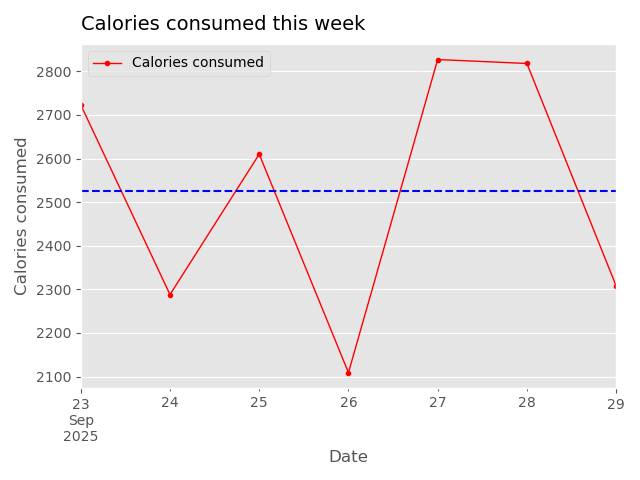 Calories consumed this week
Calories consumed
Calories consumed
2800
2700
2600
2500
2400
2300
2200
2100
23 24 25 26 27 28 29
Sep
2025
Date